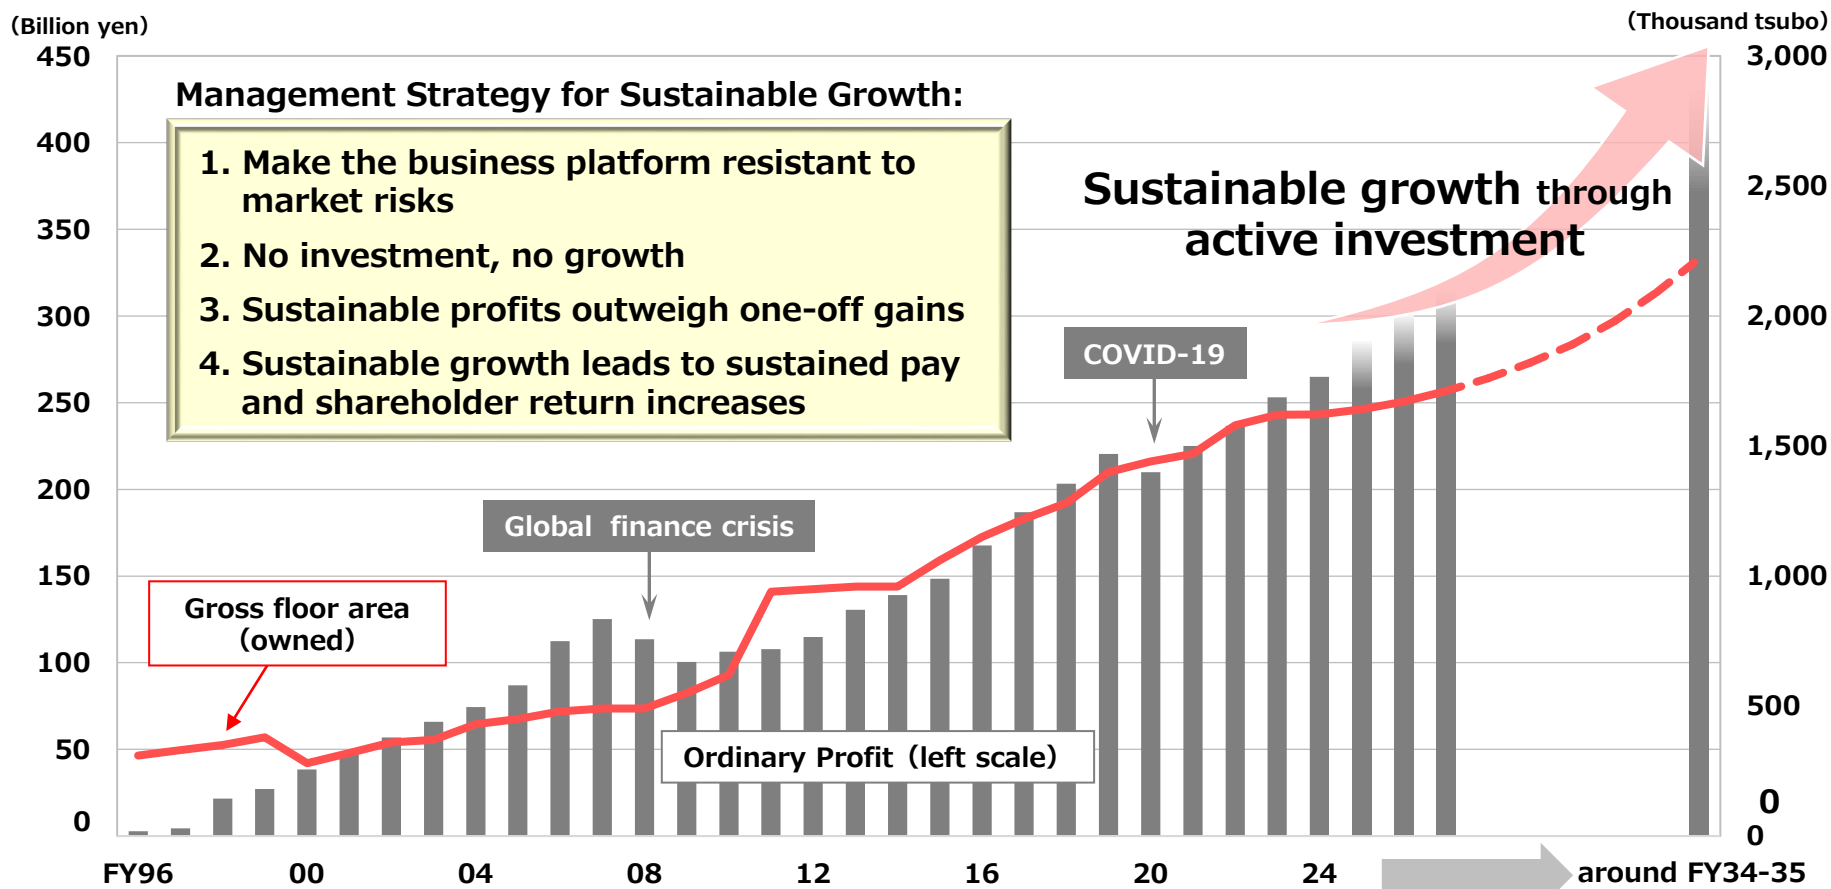 (Billion yen)
(Thousand tsubo)
450
400
350
300
250
200
150
100
50
0
3,000
2,500
2,000
1,500
1,000
500
0
0
Management Strategy for Sustainable Growth:
1. Make the business platform resistant to
market risks
2. No investment, no growth
3. Sustainable profits outweigh one-off gains
4. Sustainable growth leads to sustained pay
and shareholder return increases
Sustainable growth through
active investment
COVID-19
Global finance crisis
Gross floor area
(owned)
Ordinary Profit (left scale)
FY96 00 04 08 12 16 20 24 around FY34-35